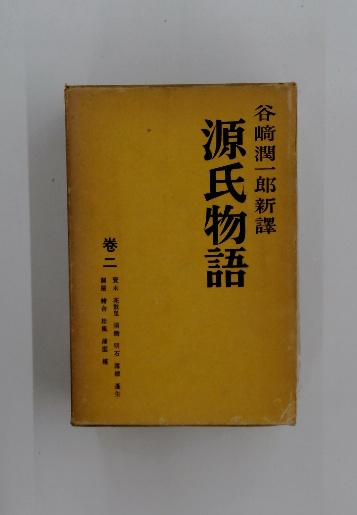 谷崎潤一郎新譯
源氏物語
卷二
賢木 花散里 須磨 明石 澪標 蓬生
關屋 繪合 松風 薄雲 槿